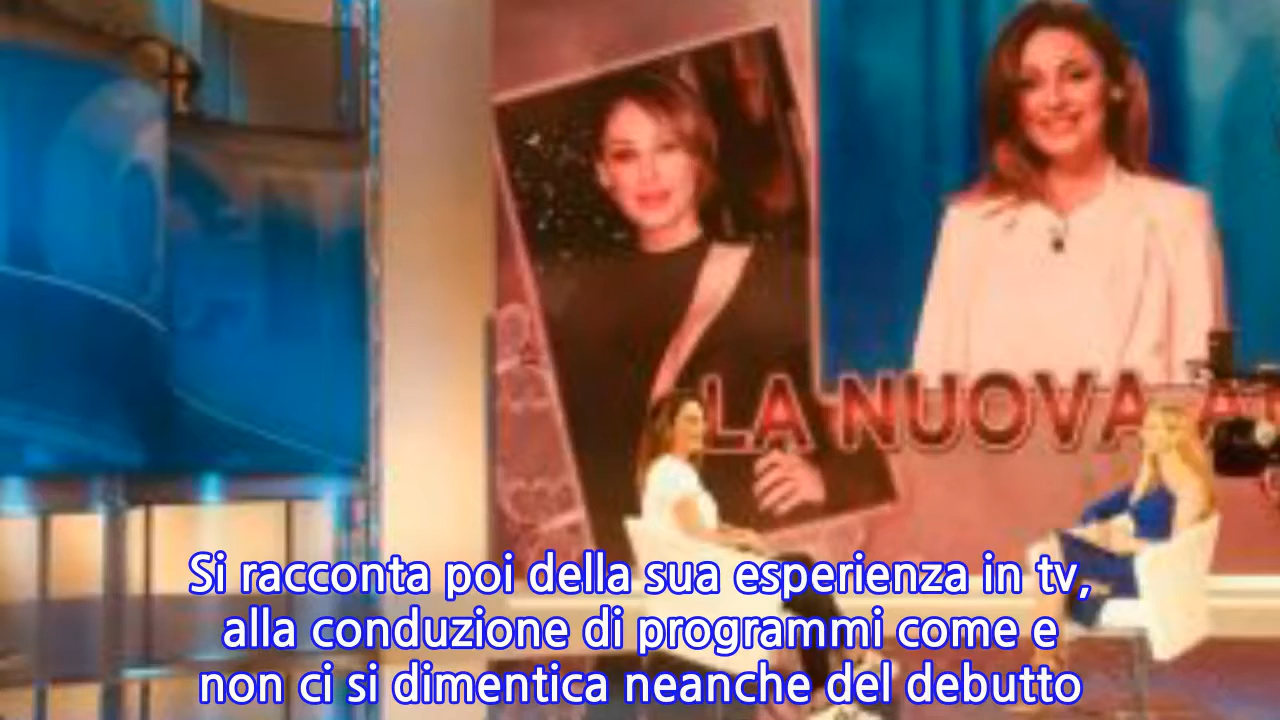 LA NUOVA
Si racconta poi della sua esperienza in tv,
alla conduzione di programmi come e
non ci si dimentica neanche del debutto